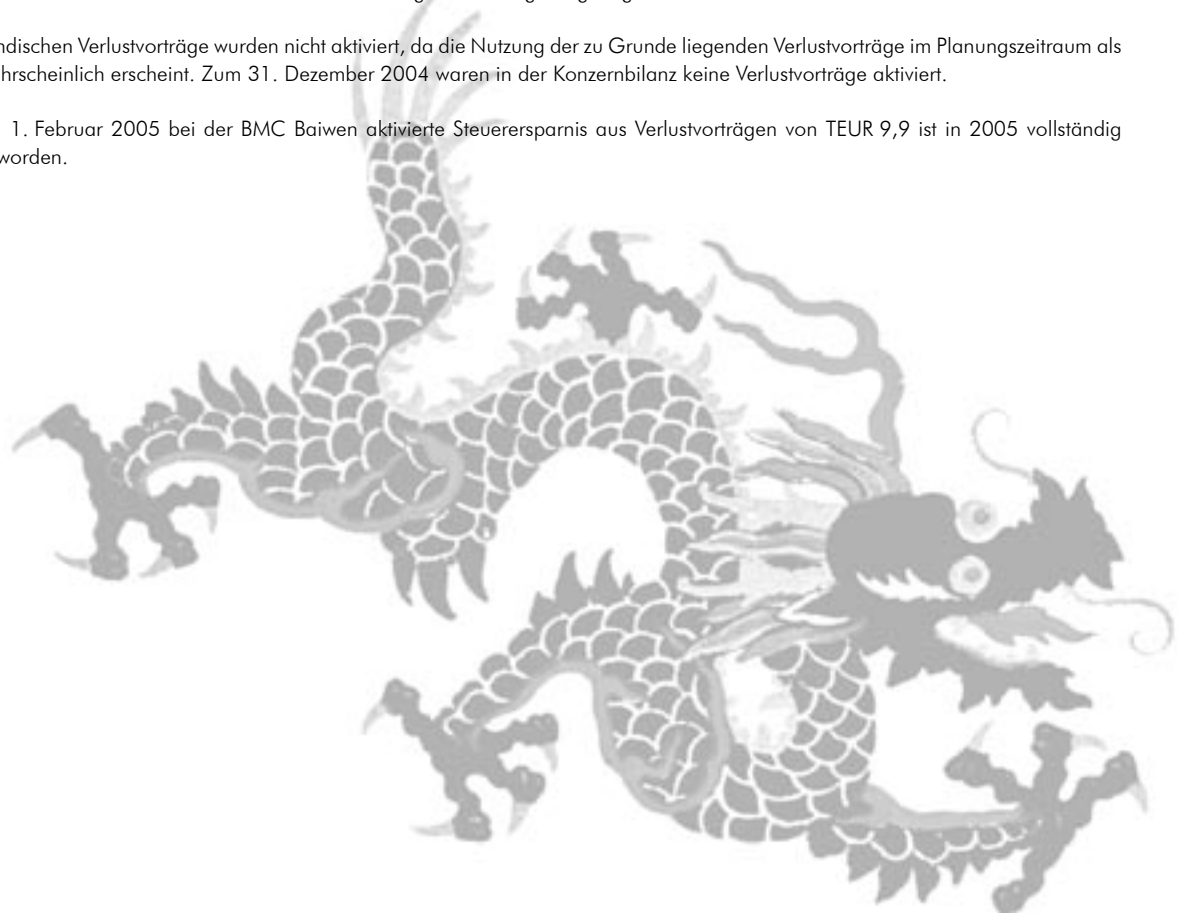 ndischen Verlustvorträge wurden nicht aktiviert, da die Nutzung der zu Grunde liegenden Verlustvorträge im Planungszeitraum als
hrscheinlich erscheint. Zum 31. Dezember 2004 waren in der Konzernbilanz keine Verlustvorträge aktiviert.
1. Februar 2005 bei der BMC Baiwen aktivierte Steuerersparnis aus Verlustvorträgen von TEUR 9,9 ist in 2005 vollständig
worden.